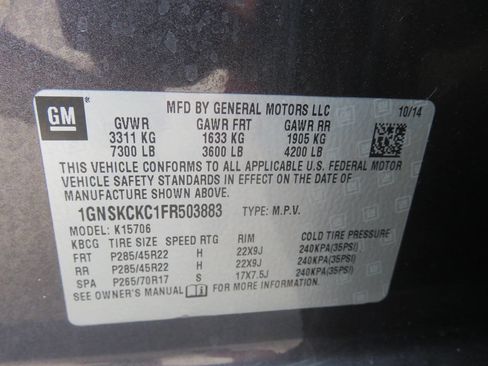 GM
MFD BY GENERAL MOTORS LLC
10/14
GVWR GAWR FRT GAWR RR
3311 KG 1633 KG 1905 KG
7300 LB 3600 LB 4200 LB
THIS VEHICLE CONFORMS TO ALL APPLICABLE U.S. FEDERAL MOTOR
VEHICLE SAFETY STANDARDS IN EFFECT ON THE DATE OF
MANUFACTURE SHOWN ABOVE.
1GNSKCKC1FR503883 TYPE: M.P.V.
MODEL: K15706
KBCG TIRE SIZE SPEED RTG RIM COLD TIRE PRESSURE
FRT P285/45R22 H 22X9J 240KPA(35PSI)
RR P285/45R22 H 22X9J 240KPA(35PSI)
SPA P265/70R17 S 17X7.5J 240KPA(35PSI)
SEE OWNER'S MANUAL FOR MORE INFORMATION.